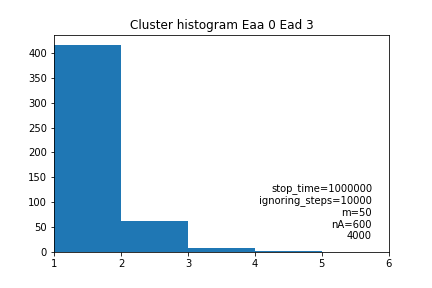 Cluster histogram Eaa 0 Ead 3
400
350
300
250
200
150
100
50
0
stop_time=1000000
ignoring_steps=10000
m=50
nA=600
4000
1 2 3 4 5 6